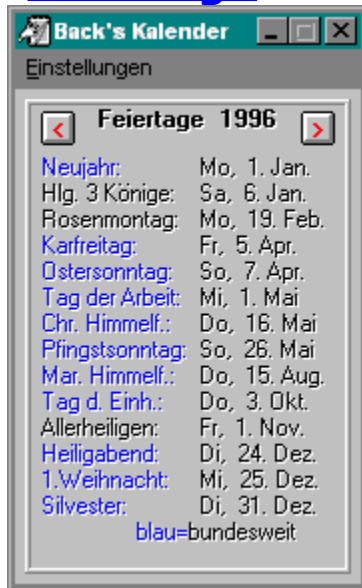 Back's Kalender
Einstellungen
< Feiertage 1996 >
Neujahr: Mo, 1. Jan.
Hlg. 3 Könige: Sa, 6. Jan.
Rosenmontag: Mo, 19. Feb.
Karfreitag: Fr, 5. Apr.
Ostersonntag: So, 7. Apr.
Tag der Arbeit: Mi, 1. Mai
Chr. Himmelf.: Do, 16. Mai
Pfingstsonntag: So, 26. Mai
Mar. Himmelf.: Do, 15. Aug.
Tag d. Einh.: Do, 3. Okt.
Allerheiligen: Fr, 1. Nov.
Heiligabend: Di, 24. Dez.
1.Weihnacht: Mi, 25. Dez.
Silvester: Di, 31. Dez.
blau=bundesweit